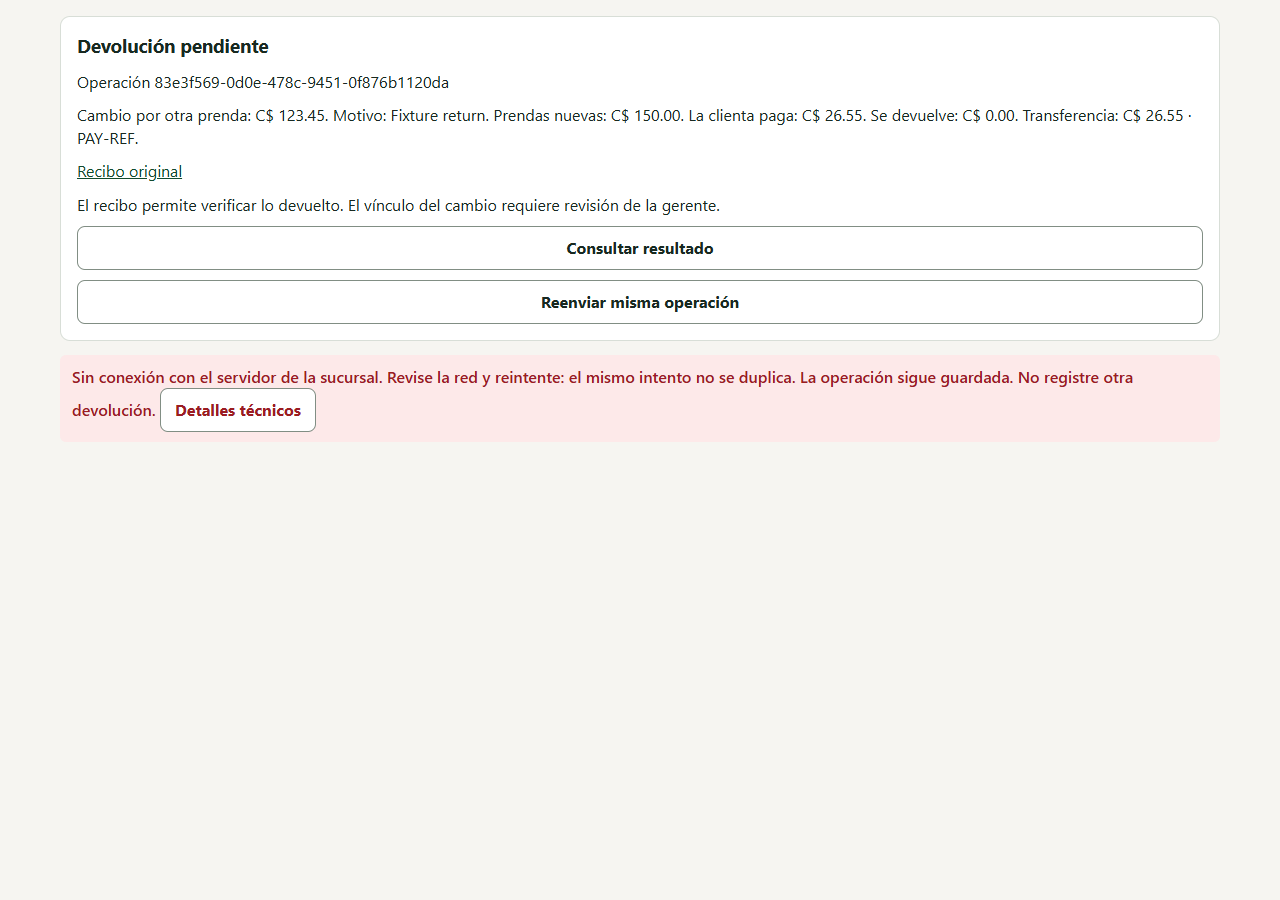 Devolución pendiente
Operación 83e3f569-0d0e-478c-9451-0f876b1120da
Cambio por otra prenda: C$ 123.45. Motivo: Fixture return. Prendas nuevas: C$ 150.00. La clienta paga: C$ 26.55. Se devuelve: C$ 0.00. Transferencia: C$ 26.55 ·
PAY-REF.
Recibo original
El recibo permite verificar lo devuelto. El vínculo del cambio requiere revisión de la gerente.
Consultar resultado
Reenviar misma operación
Sin conexión con el servidor de la sucursal. Revise la red y reintente: el mismo intento no se duplica. La operación sigue guardada. No registre otra
devolución. Detalles técnicos